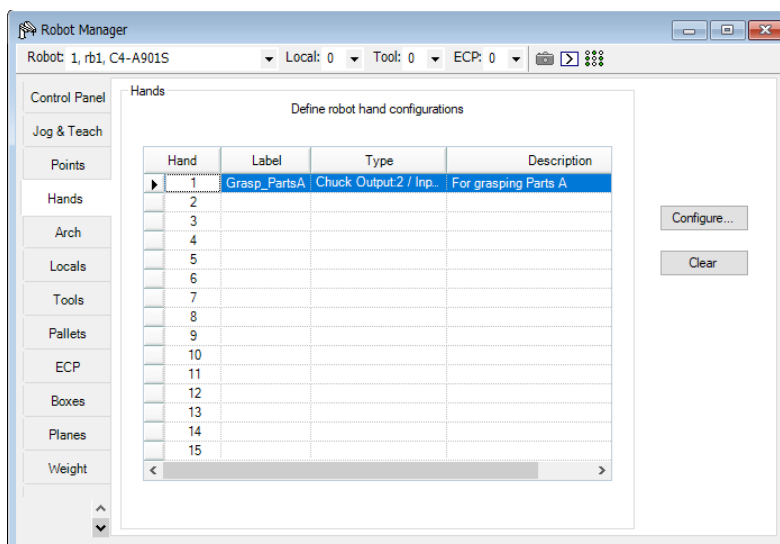 Robot Manager
Robot: 1, rb1, C4-A901S Local: 0 Tool: 0 ECP: 0
Control Panel
Jog & Teach
Points
Hands
Arch
Locals
Tools
Pallets
ECP
Boxes
Planes
Weight
Hands
Define robot hand configurations
Hand Label Type Description
1 Grasp_PartsA Chuck Output:2 / Inp... For grasping Parts A
2
3
4
5
6
7
8
9
10
11
12
13
14
15
Configure...
Clear